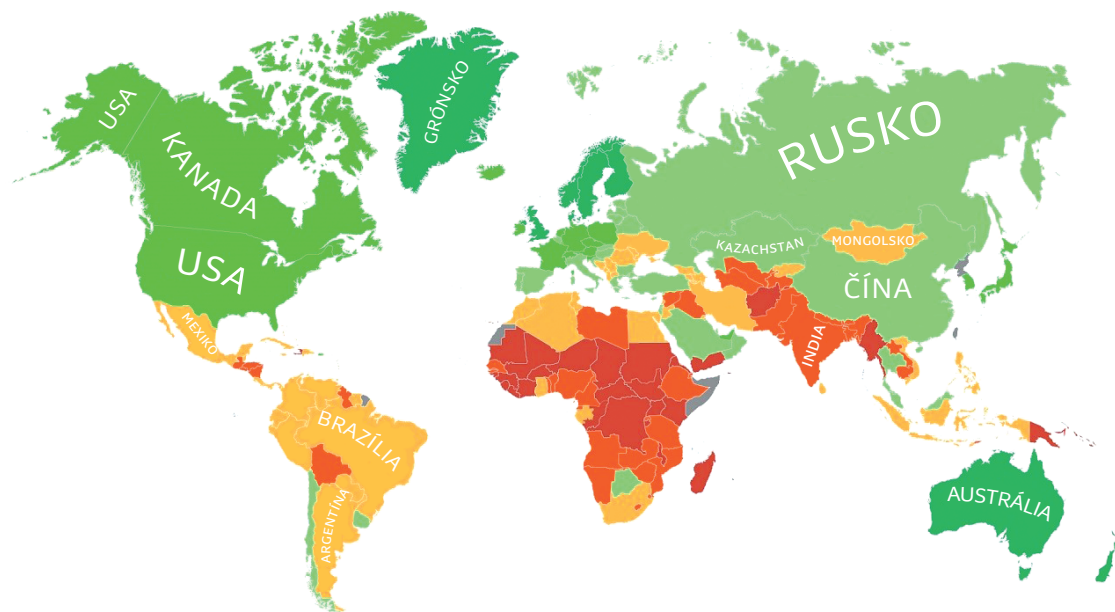 USA
KANADA
GRÓNSKO
RUSKO
USA
KAZACHSTAN
MONGOLSKO
ČÍNA
MEXIKO
INDIA
BRAZÍLIA
ARGENTÍNA
AUSTRÁLIA